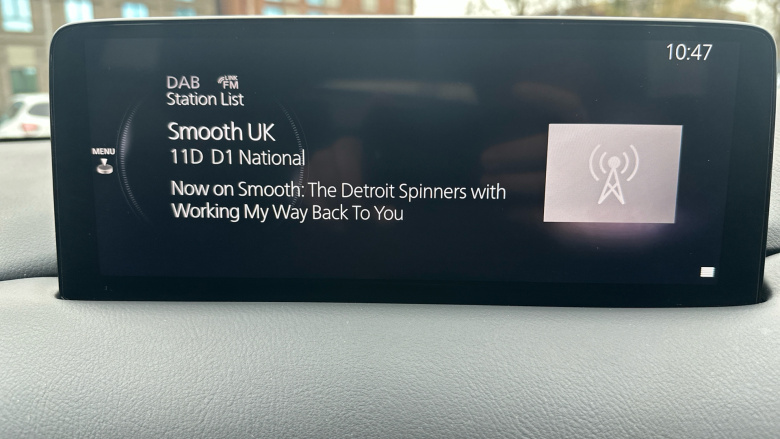 10:47
DAB LINK FM
Station List
Smooth UK
MENU
11D D1 National
Now on Smooth: The Detroit Spinners with
Working My Way Back To You